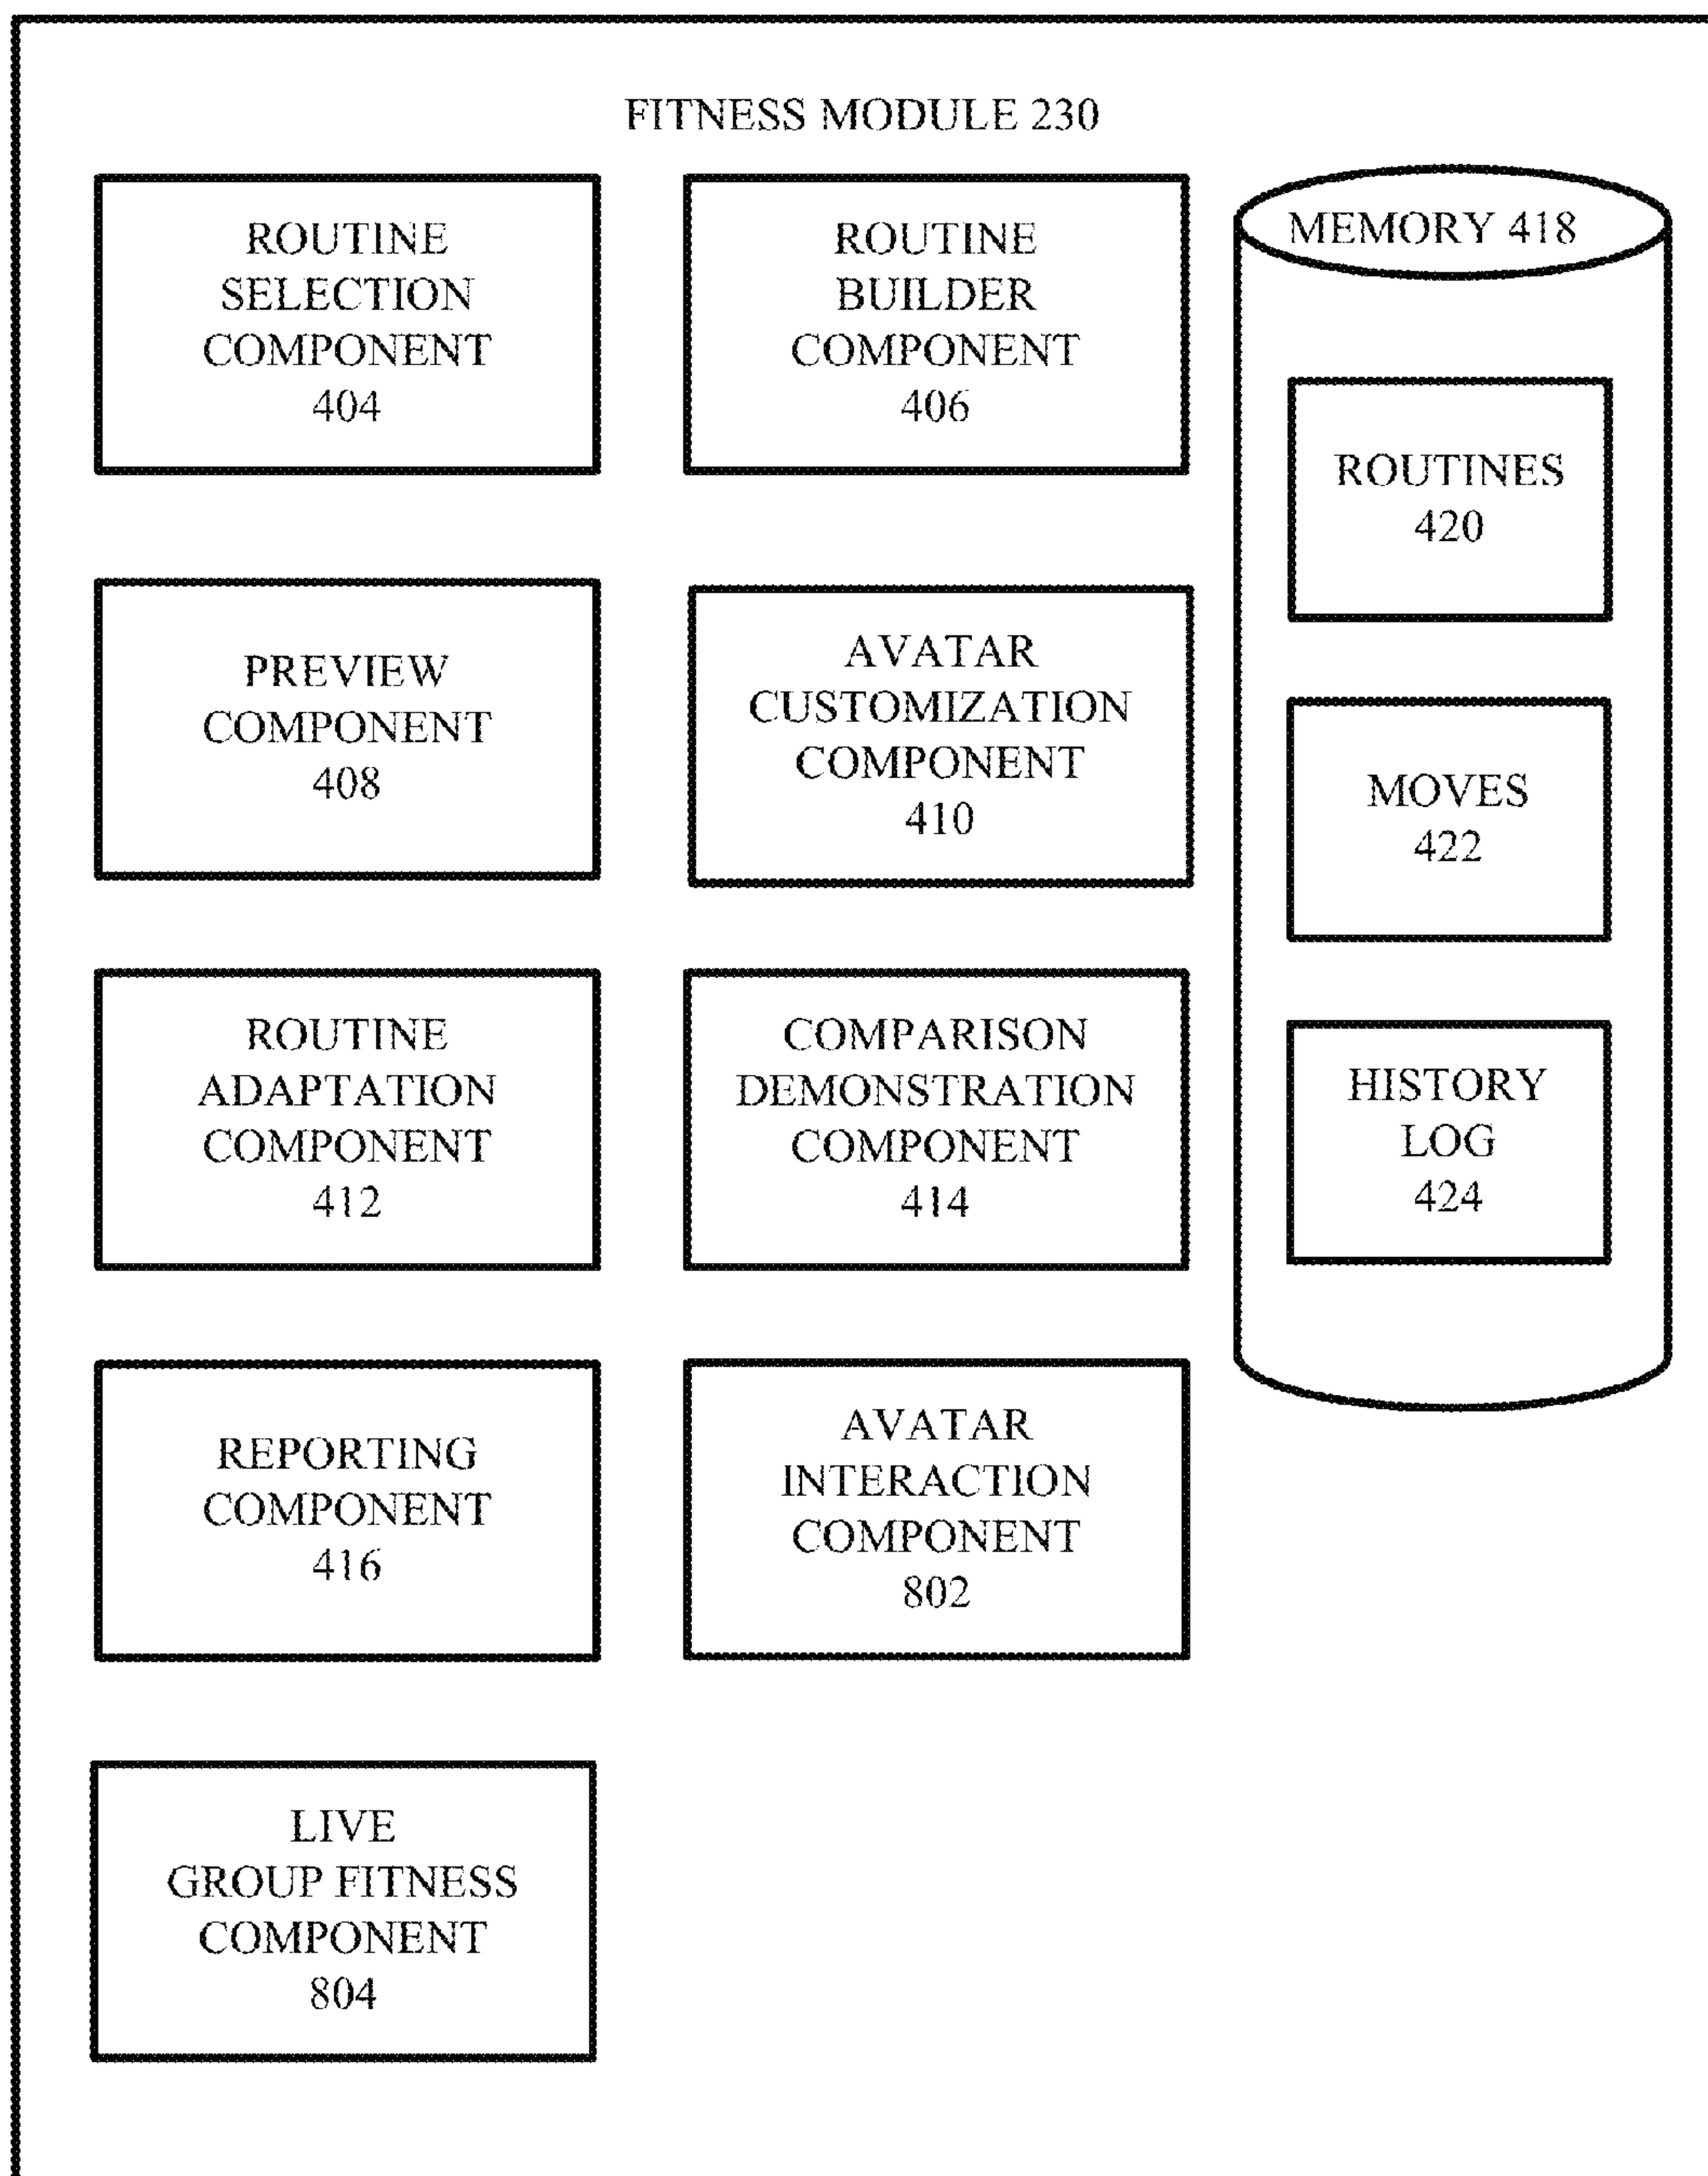 FITNESS MODULE 230
ROUTINE
SELECTION
COMPONENT
404
ROUTINE
BUILDER
COMPONENT
406
MEMORY 418
ROUTINES
420
MOVES
422
HISTORY
LOG
424
PREVIEW
COMPONENT
408
AVATAR
CUSTOMIZATION
COMPONENT
410
ROUTINE
ADAPTATION
COMPONENT
412
COMPARISON
DEMONSTRATION
COMPONENT
414
REPORTING
COMPONENT
416
AVATAR
INTERACTION
COMPONENT
802
LIVE
GROUP FITNESS
COMPONENT
804